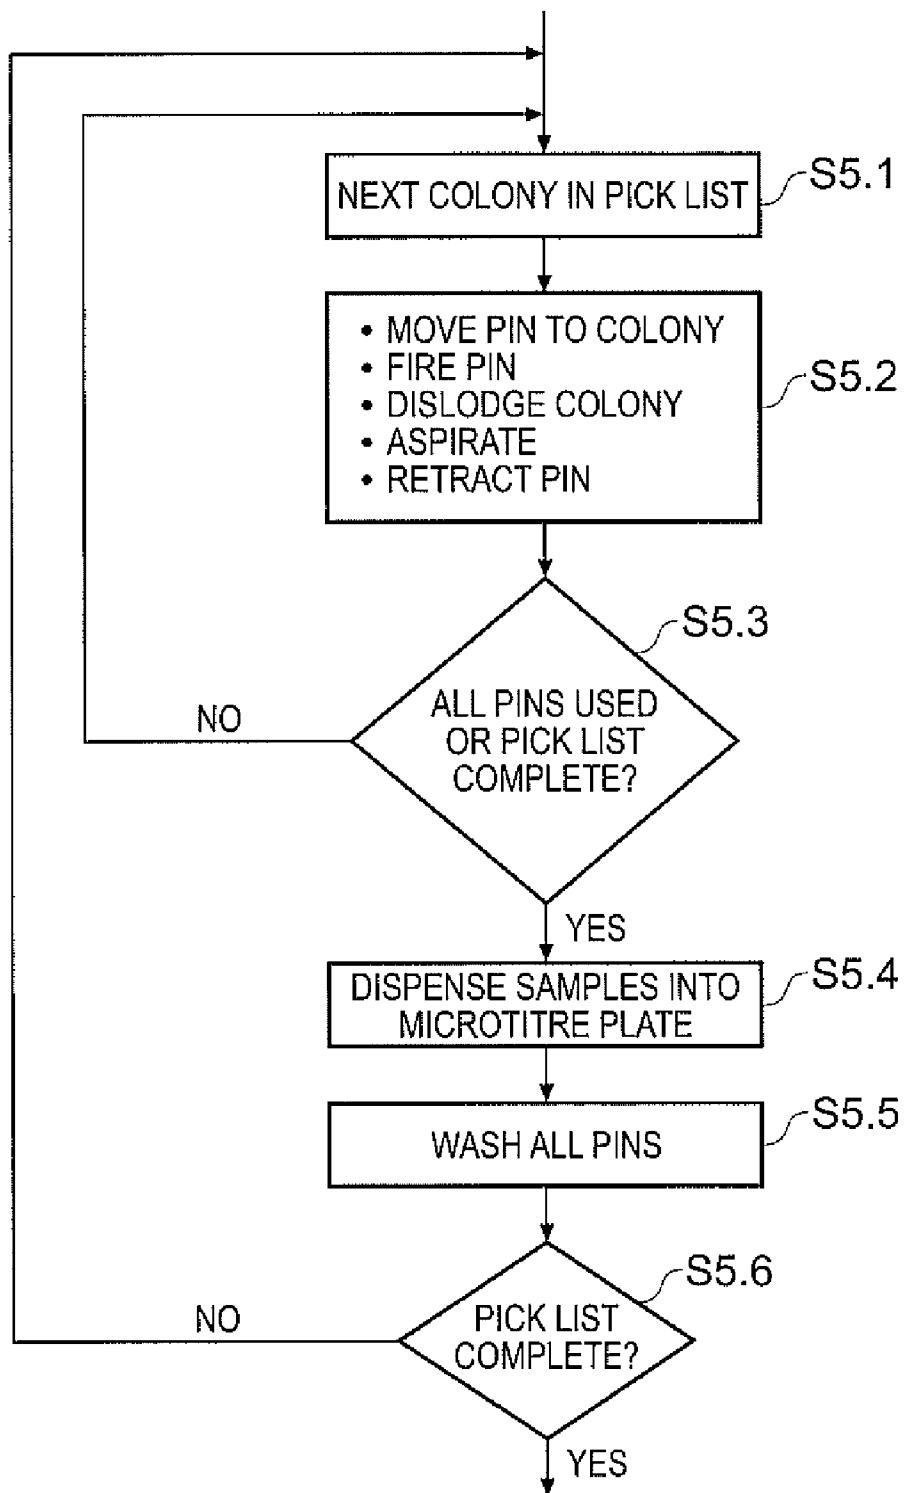 NEXT COLONY IN PICK LIST
S5.1
• MOVE PIN TO COLONY
• FIRE PIN
• DISLODGE COLONY
• ASPIRATE
• RETRACT PIN
S5.2
S5.3
ALL PINS USED
OR PICK LIST
COMPLETE?
NO
YES
DISPENSE SAMPLES INTO
MICROTITRE PLATE
S5.4
WASH ALL PINS
S5.5
S5.6
PICK LIST
COMPLETE?
NO
YES